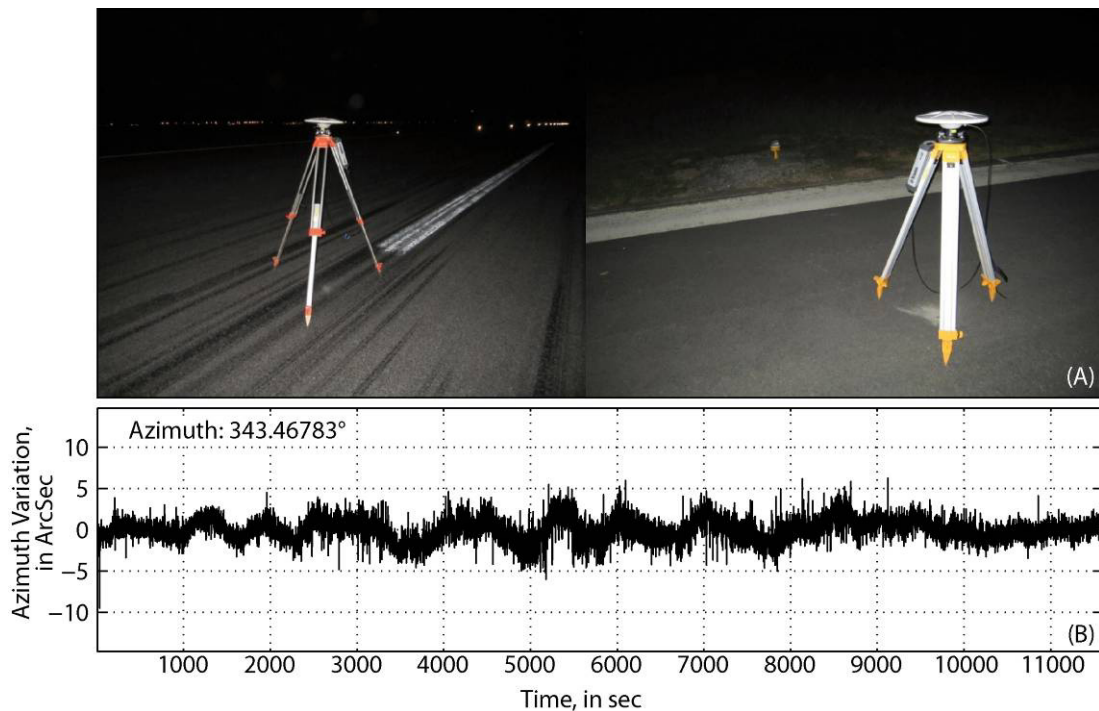 (A)
Azimuth: 343.46783°
Azimuth Variation,
in ArcSec
10
5
0
−5
−10
(B)
1000 2000 3000 4000 5000 6000 7000 8000 9000 10000 11000
Time, in sec